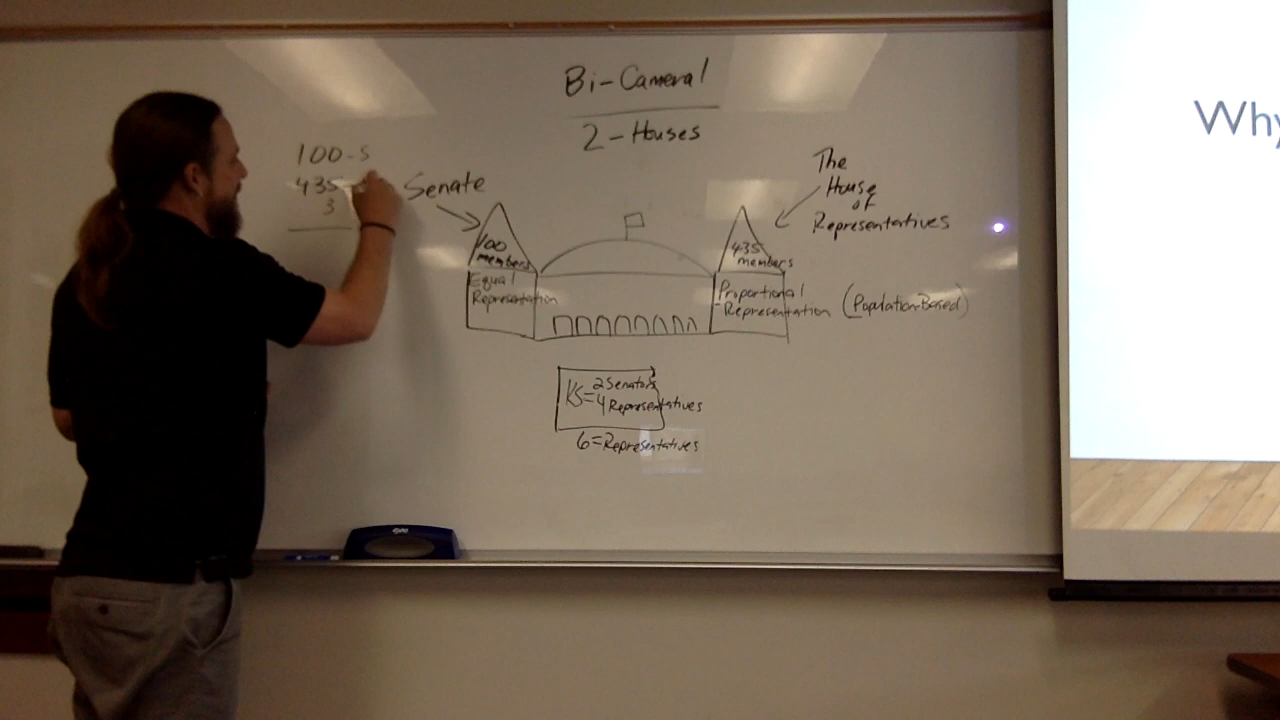 Bi-Cameral
2-Houses
100-S
435
3
Senate
The
House
of
Representatives
100
members
435
members
Equal
Representation
Proportional
Representation
(Population-Based)
KS=
2 Senators
4 Representatives
6=Representatives
expo
Why